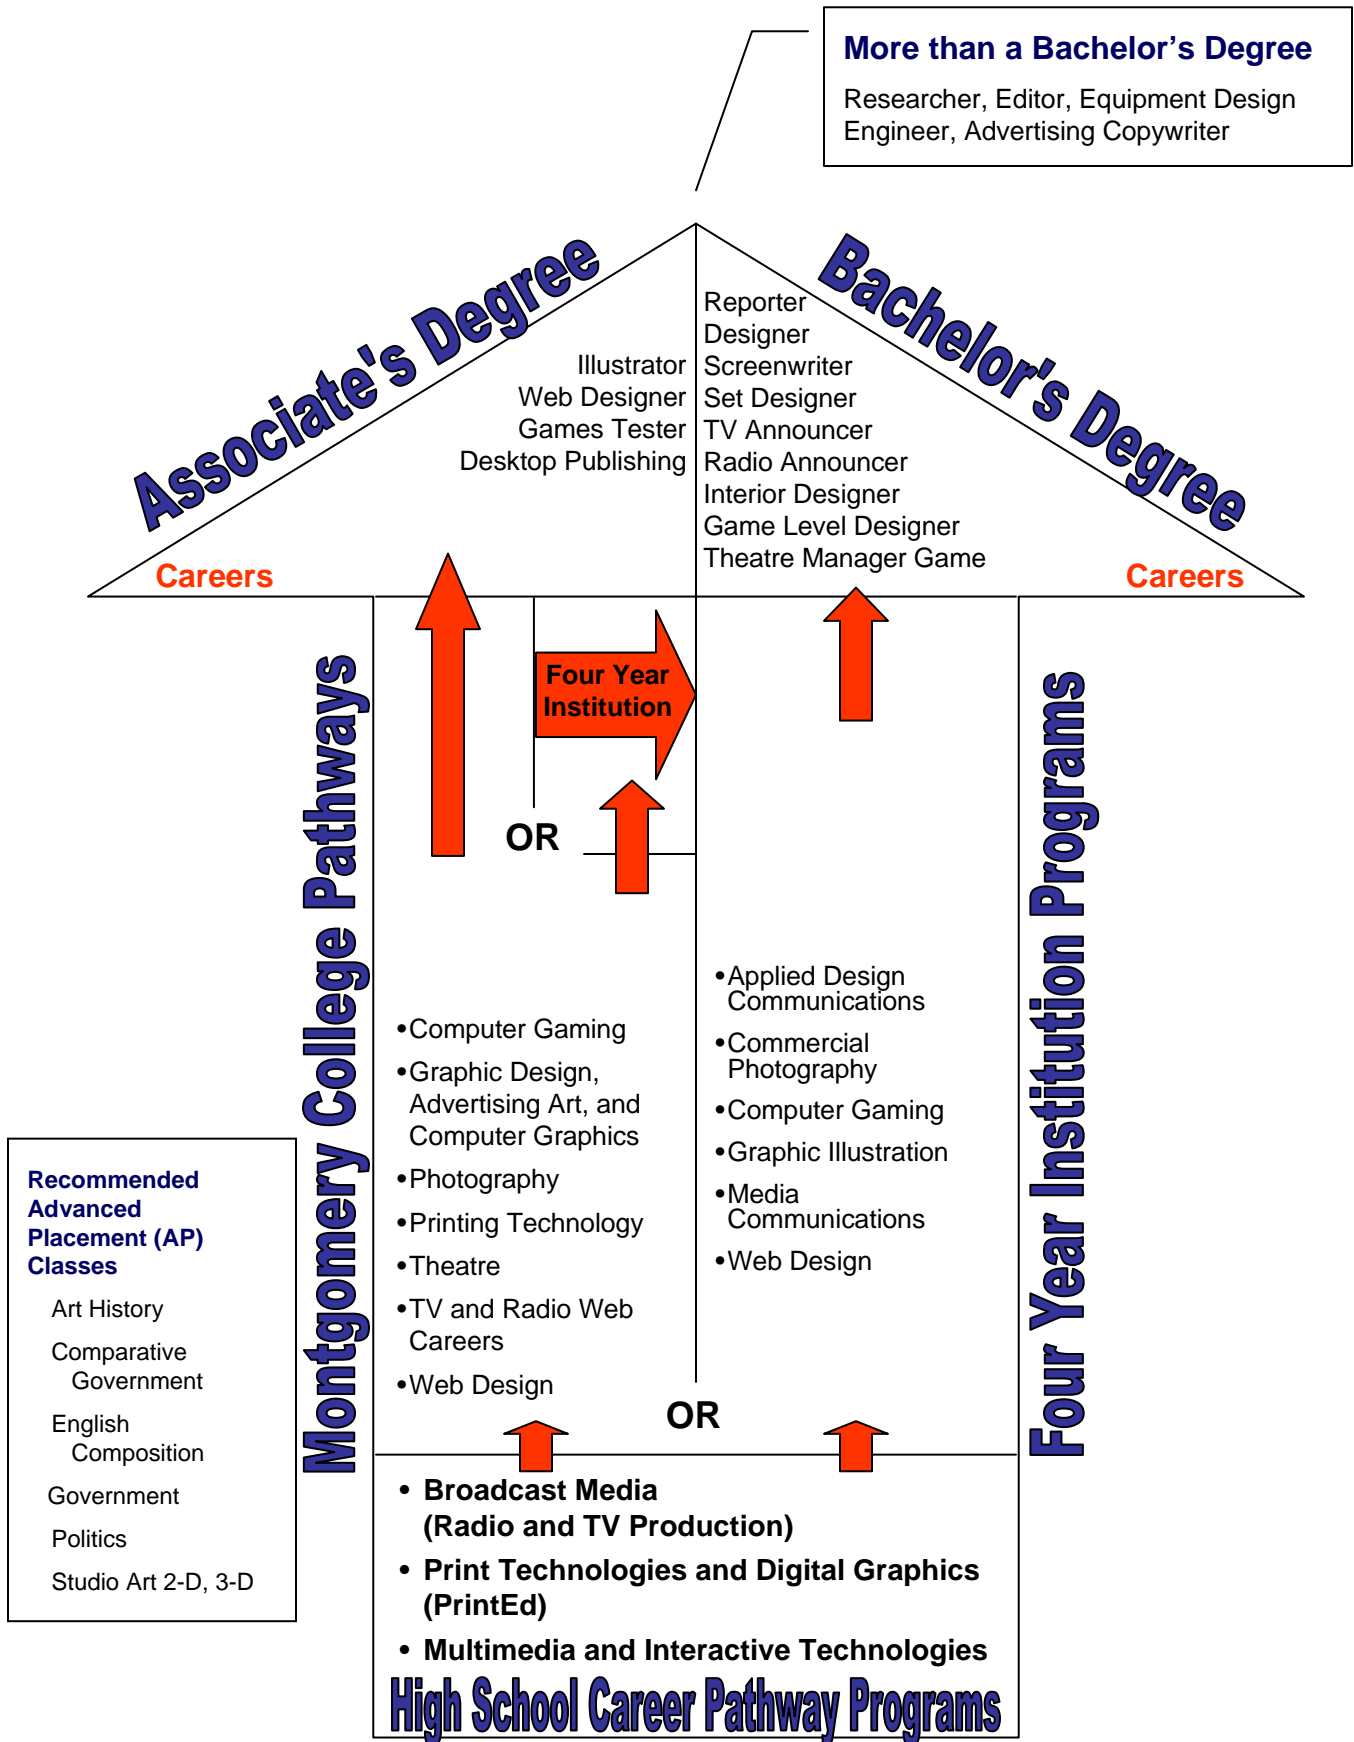 More than a Bachelor's Degree
Researcher, Editor, Equipment Design
Engineer, Advertising Copywriter
Associate's Degree
Bachelor's Degree
Illustrator
Web Designer
Games Tester
Desktop Publishing
Careers
Reporter
Designer
Screenwriter
Set Designer
TV Announcer
Radio Announcer
Interior Designer
Game Level Designer
Theatre Manager Game
Careers
Montgomery College Pathways
Four Year
Institution
OR
•Computer Gaming
•Graphic Design,
Advertising Art, and
Computer Graphics
•Photography
•Printing Technology
•Theatre
•TV and Radio Web
Careers
•Web Design
•Applied Design
Communications
•Commercial
Photography
•Computer Gaming
•Graphic Illustration
•Media
Communications
•Web Design
Four Year Institution Programs
OR
Recommended
Advanced
Placement (AP)
Classes
Art History
Comparative
Government
English
Composition
Government
Politics
Studio Art 2-D, 3-D
• Broadcast Media
(Radio and TV Production)
• Print Technologies and Digital Graphics
(PrintEd)
• Multimedia and Interactive Technologies
High School Career Pathway Programs